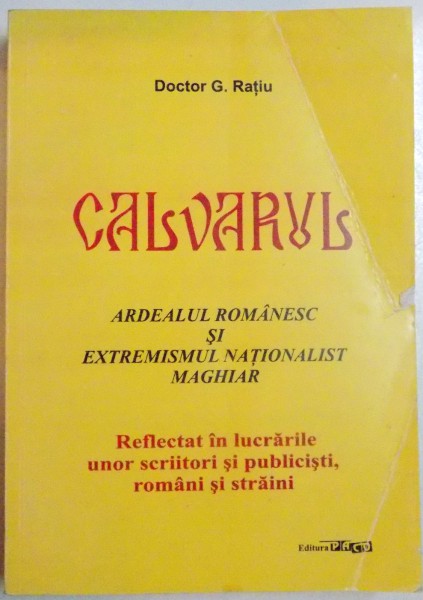 Doctor G. Rațiu
CALVARUL
ARDEALUL ROMÂNESC
ȘI
EXTREMISMUL NAȚIONALIST
MAGHIAR
Reflectat în lucrările
unor scriitori și publiciști,
români și străini
Editura PACO